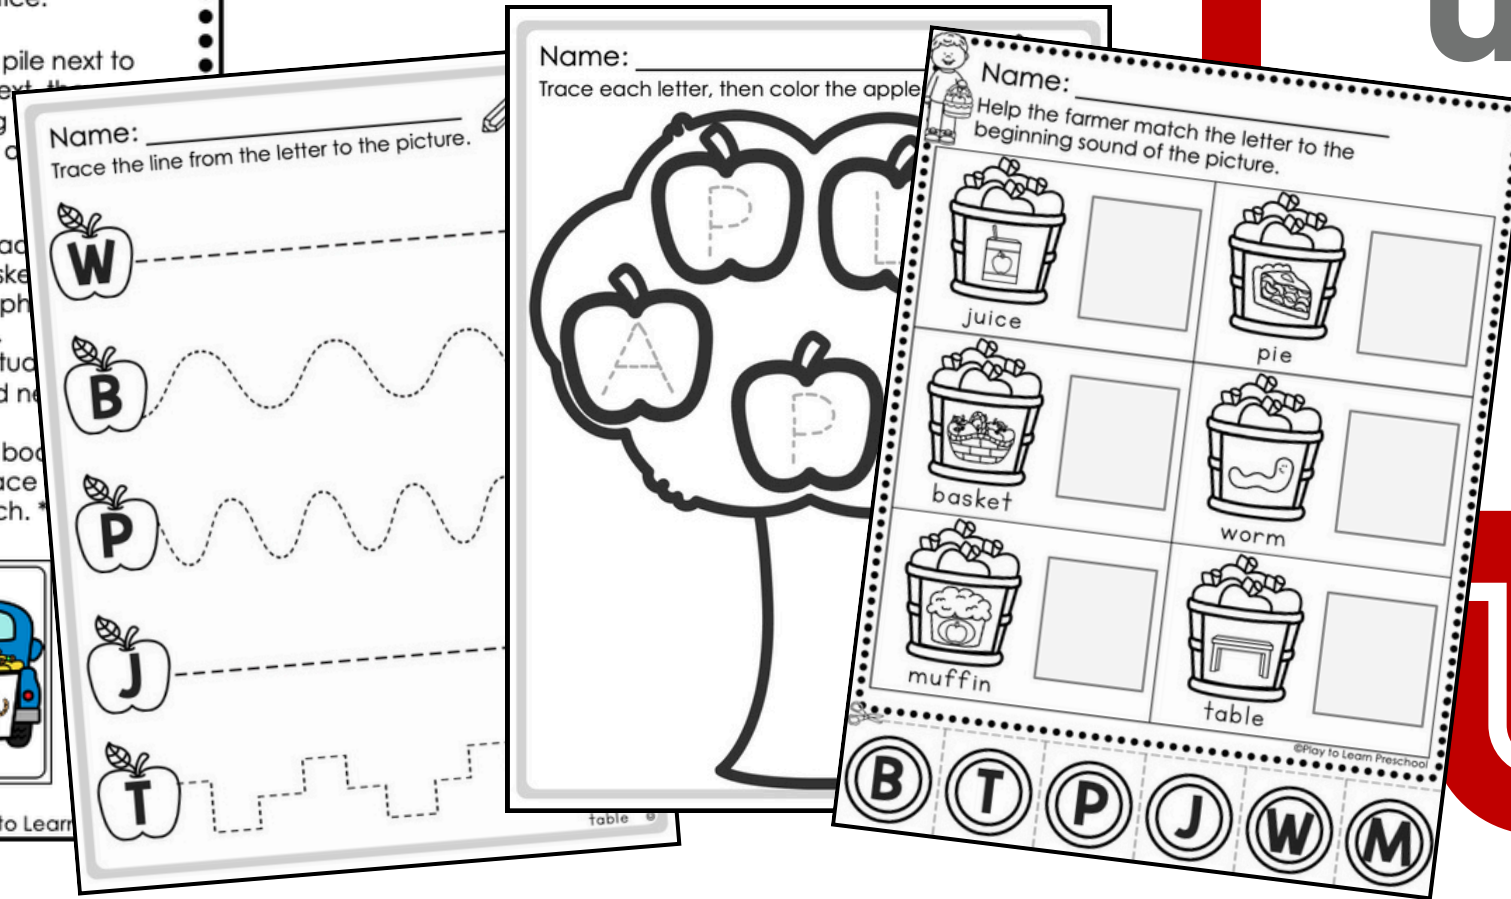 pile next to
Name:
Trace the line from the letter to the picture.
W
B
P
J
T
table
to Learn
Name:
Trace each letter, then color the apple
P
L
A
P
Name:
Help the farmer match the letter to the
beginning sound of the picture.
juice
pie
basket
worm
muffin
table
©Play to Learn Preschool
B T P J W M